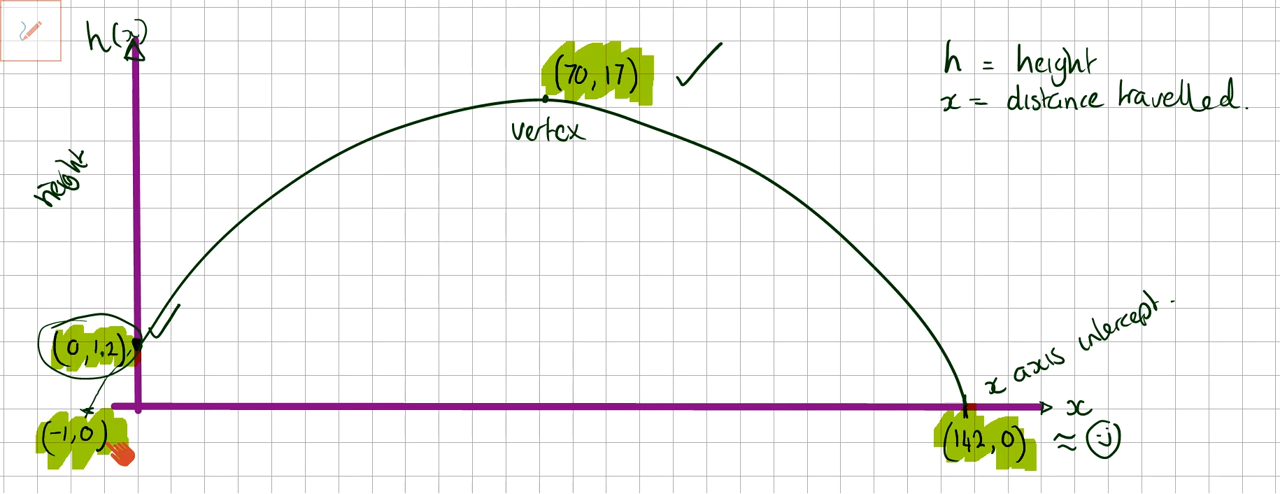 h(x)
(70, 17)
h = height
x = distance travelled.
vertex
height
(0, 1.2)
x axis intercept.
x
(-1, 0)
(142, 0) ≈